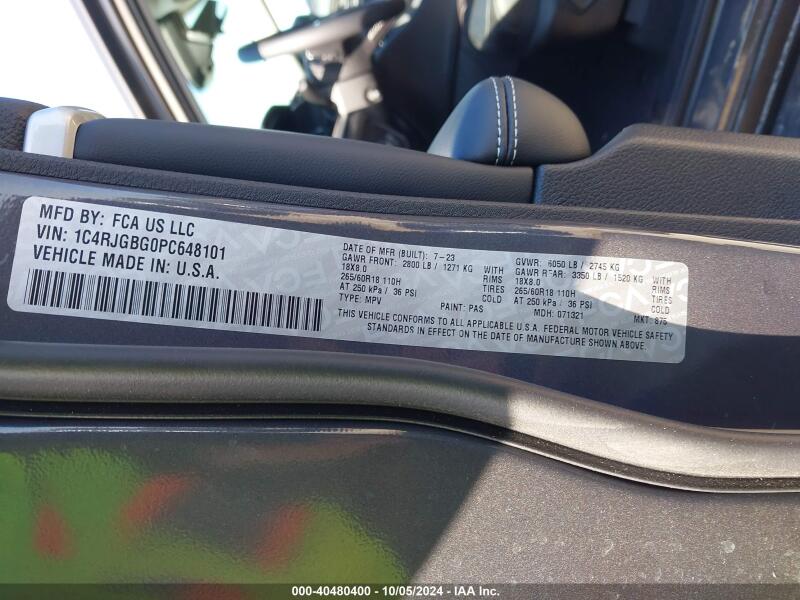 MFD BY: FCA US LLC
VIN: 1C4RJGBG0PC648101
VEHICLE MADE IN: U.S.A.
DATE OF MFR (BUILT): 7-23
GAWR FRONT: 2800 LB / 1271 KG WITH
18X8.0 RIMS
265/60R18 110H TIRES
AT 250 kPa / 36 PSI COLD
TYPE: MPV PAINT: PAS
GVWR: 6050 LB / 2745 KG
GAWR REAR: 3350 LB / 1520 KG WITH
18X8.0 RIMS
265/60R18 110H TIRES
AT 250 kPa / 36 PSI COLD
MDH: 071321 MKT: 875
THIS VEHICLE CONFORMS TO ALL APPLICABLE U.S.A. FEDERAL MOTOR VEHICLE SAFETY
STANDARDS IN EFFECT ON THE DATE OF MANUFACTURE SHOWN ABOVE.
000-40480400 - 10/05/2024 - IAA Inc.